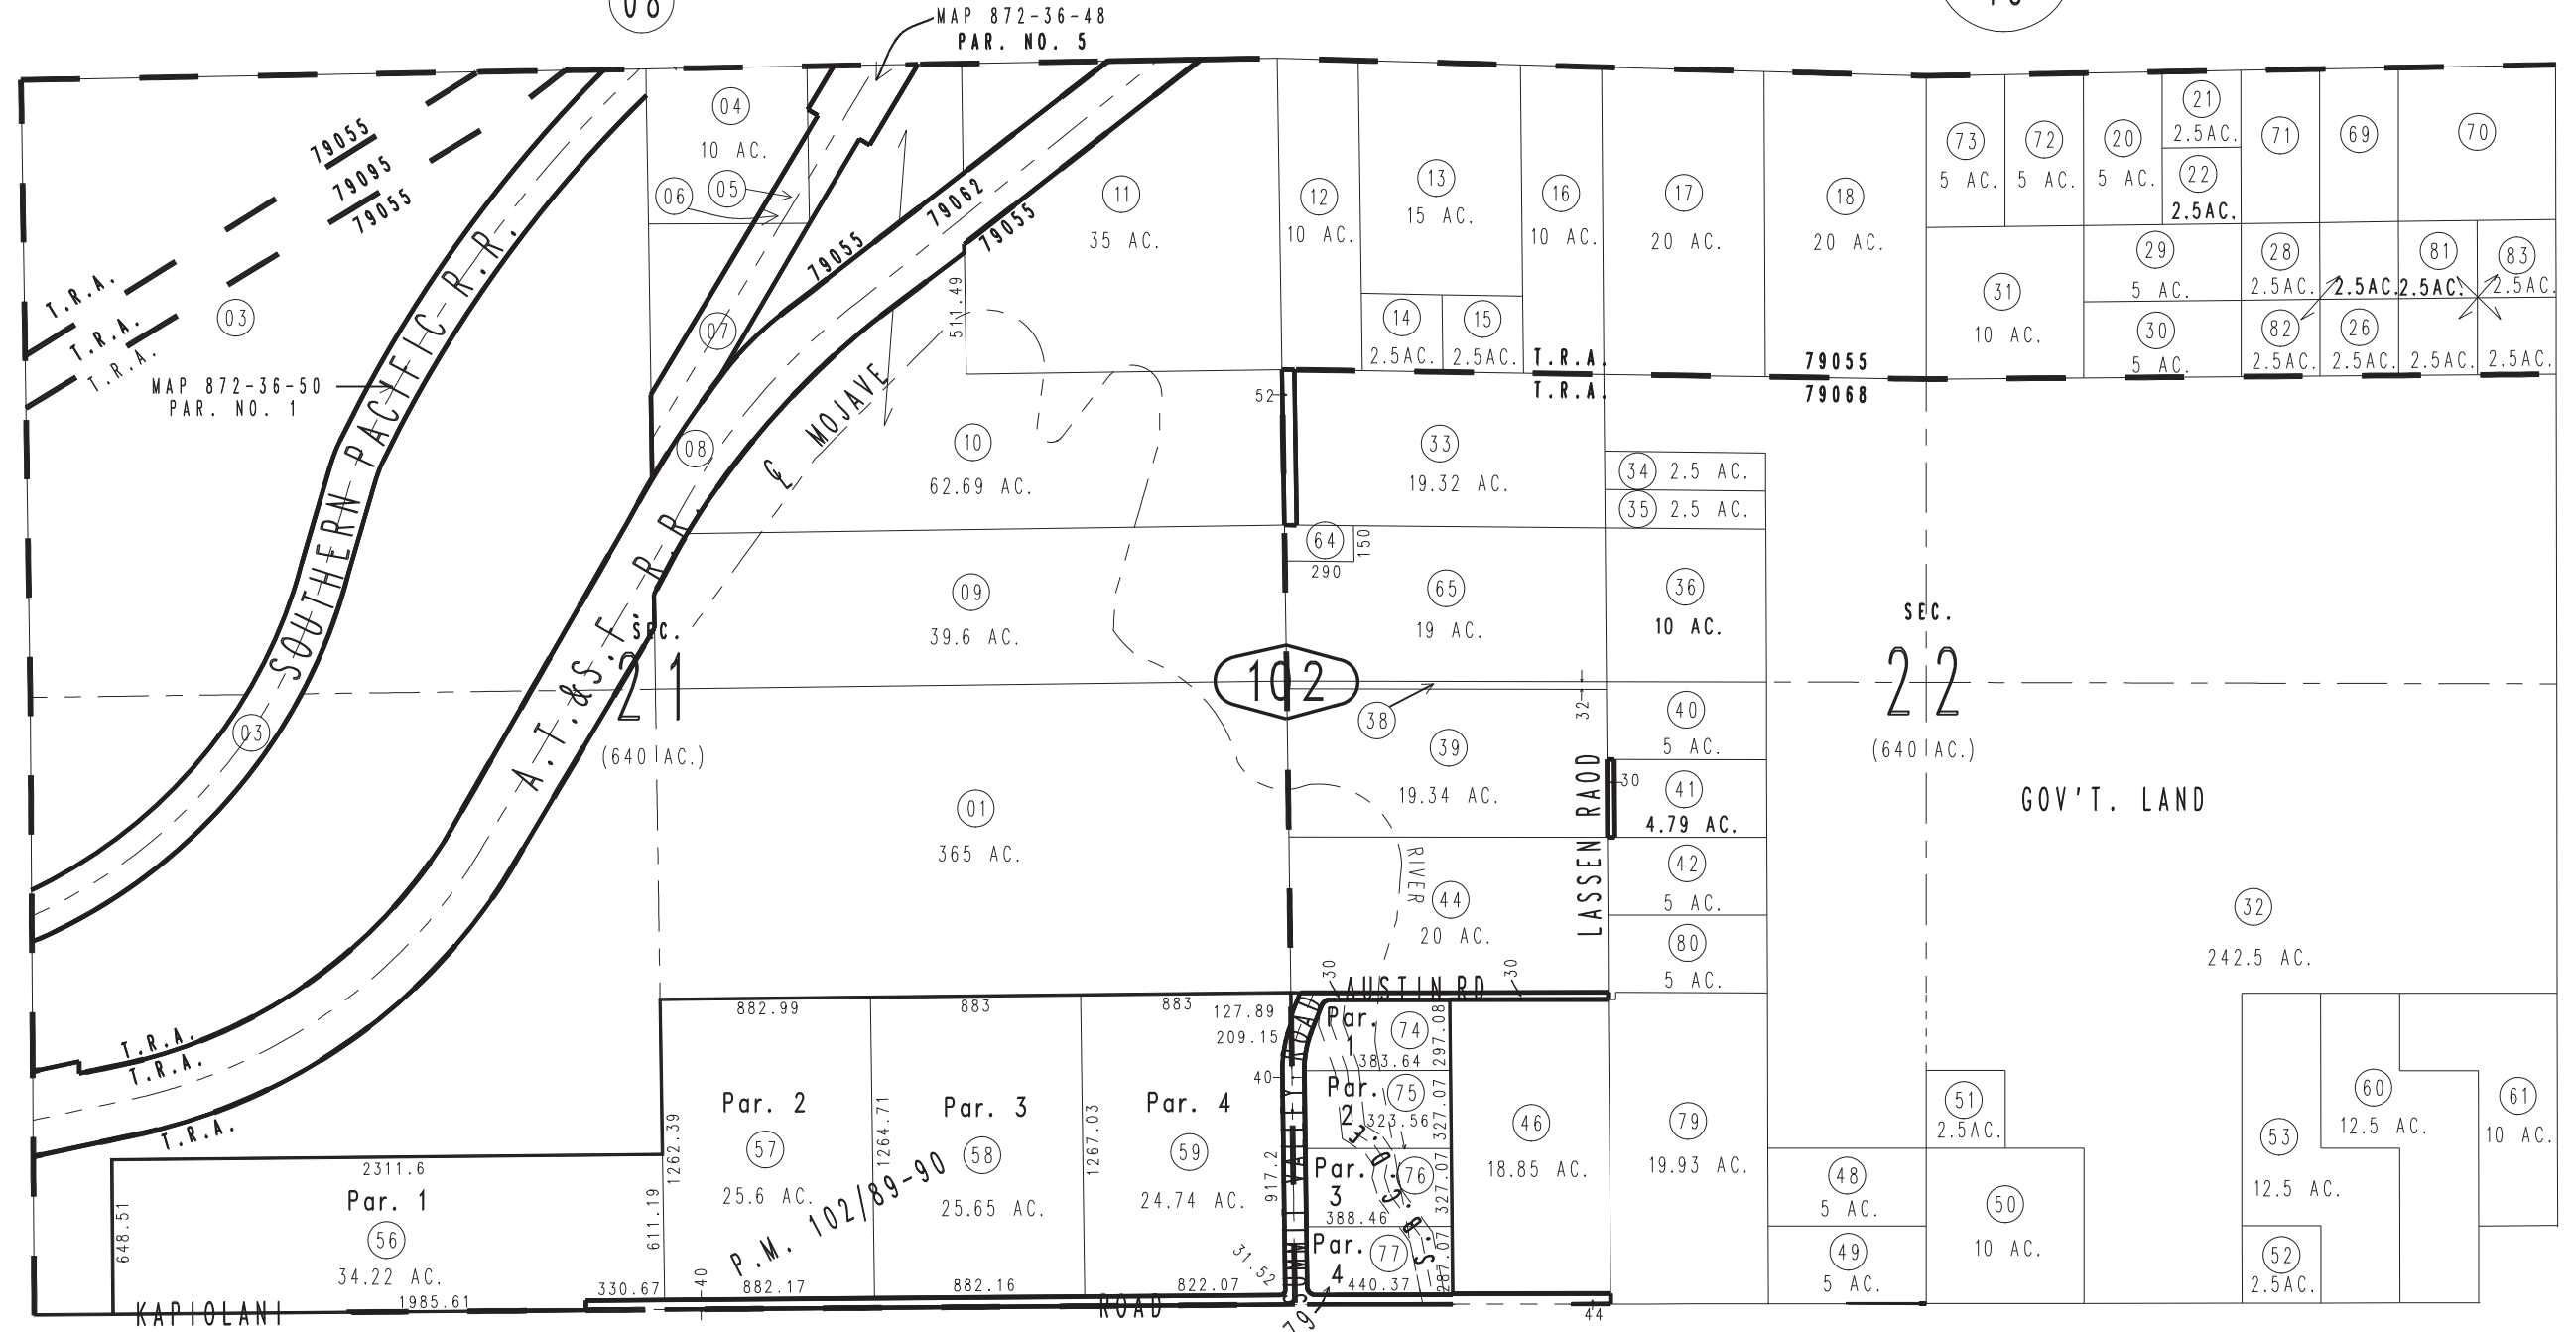 08
MAP 872-36-48
PAR. NO. 5
79055
79095
79055
T.R.A.
T.R.A.
T.R.A.
03
MAP 872-36-50
PAR. NO. 1
SOUTHERN PACIFIC R.R.
03
04
10 AC.
06
05
07
08
79055
79062
79055
11
35 AC.
511.49
12
10 AC.
13
15 AC.
14
2.5AC.
15
2.5AC.
16
10 AC.
17
20 AC.
18
20 AC.
73
5 AC.
72
5 AC.
20
5 AC.
21
2.5AC.
22
2.5AC.
71
69
70
31
10 AC.
29
5 AC.
30
5 AC.
28
2.5AC.
2.5AC.
81
2.5AC.
83
2.5AC.
82
2.5AC.
26
2.5AC.
2.5AC.
2.5AC.
T.R.A.
79055
T.R.A.
79068
℄ MOJAVE
10
62.69 AC.
52
33
19.32 AC.
34 2.5 AC.
35 2.5 AC.
64
150
290
09
39.6 AC.
65
19 AC.
36
10 AC.
SEC.
21
(640 AC.)
A.T.&S.F. R.R.
102
38
32
SEC.
22
(640 AC.)
GOV'T. LAND
39
19.34 AC.
40
5 AC.
LASSEN RAOD
30
41
4.79 AC.
01
365 AC.
RIVER
44
20 AC.
42
5 AC.
80
5 AC.
32
242.5 AC.
T.R.A.
T.R.A.
T.R.A.
30
AUSTIN RD
30
882.99
883
883
127.89
209.15
40
ROAD
Par. 1
74
297.08
383.64
Par. 2
75
327.07
323.56
Par. 3
76
327.07
388.46
Par. 4
77
287.07
440.37
46
18.85 AC.
79
19.93 AC.
51
2.5AC.
48
5 AC.
49
5 AC.
50
10 AC.
53
12.5 AC.
52
2.5AC.
60
12.5 AC.
61
10 AC.
Par. 2
57
25.6 AC.
1262.39
1264.71
Par. 3
58
25.65 AC.
1267.03
Par. 4
59
24.74 AC.
917.2
31.52
P.M. 102/89-90
2311.6
Par. 1
56
34.22 AC.
648.51
611.19
1985.61
330.67
40
882.17
882.16
822.07
KAPIOLANI
ROAD
44